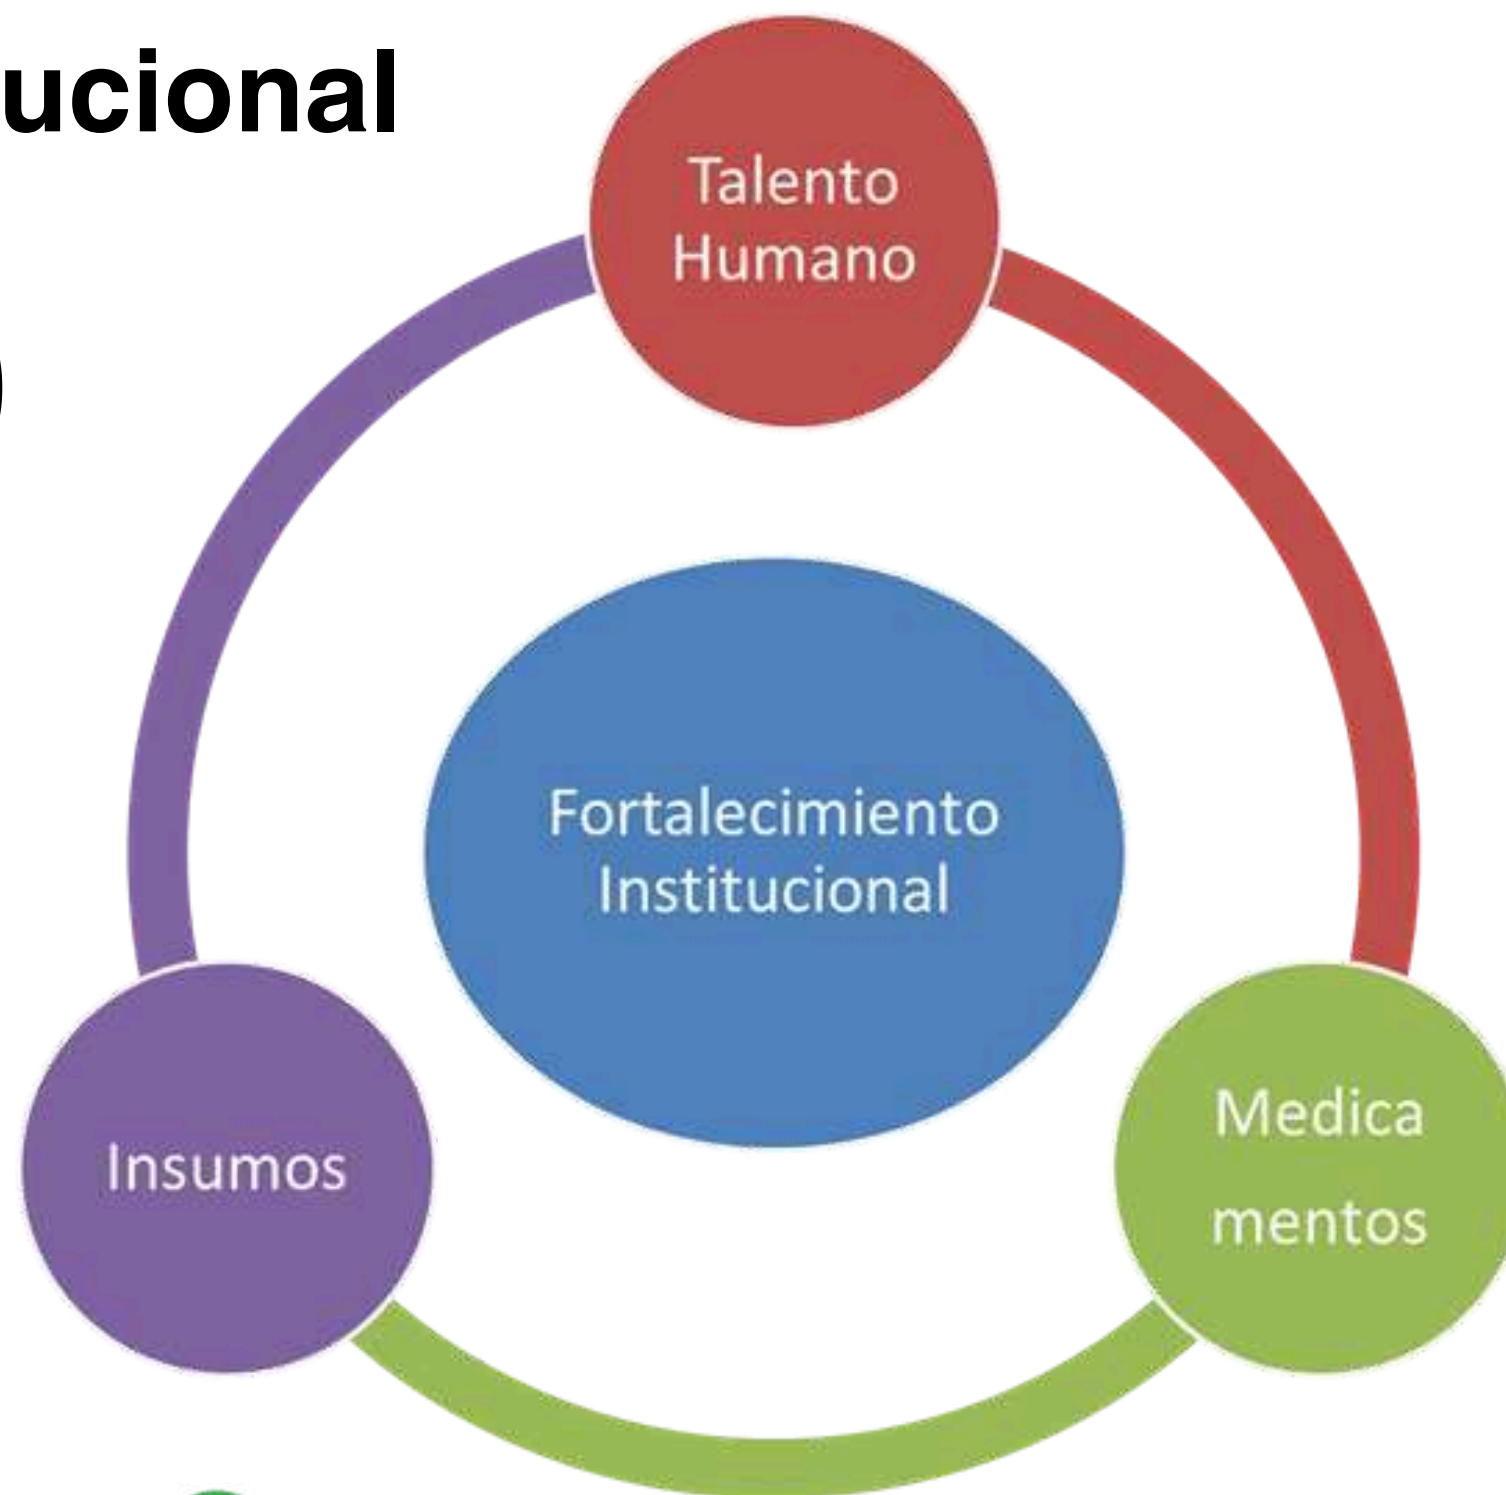 ucional
)
Talento
Humano
Fortalecimiento
Institucional
Insumos
Medica
mentos